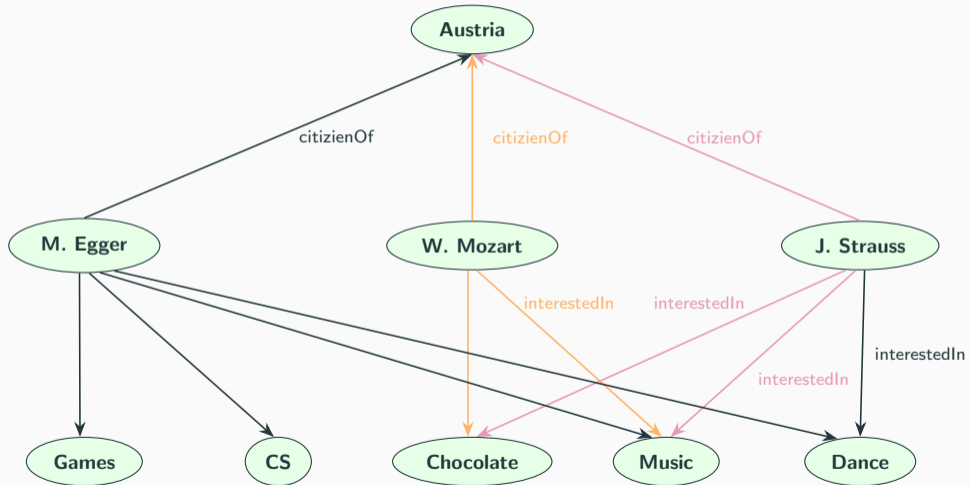 Austria
citizienOf
citizienOf
citizienOf
M. Egger
W. Mozart
J. Strauss
interestedIn
interestedIn
interestedIn
interestedIn
Games
CS
Chocolate
Music
Dance